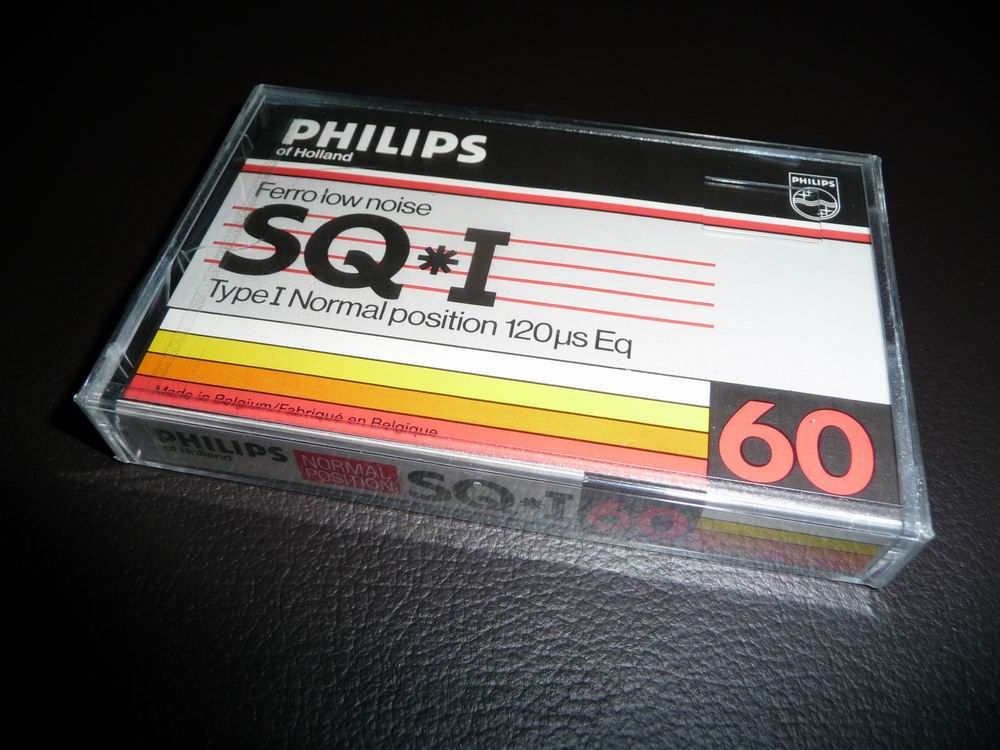 PHILIPS
of Holland
PHILIPS
Ferro low noise
SQ*I
Type I Normal position 120µs Eq
60
Made in Belgium/Fabriqué en Belgique
PHILIPS
of Holland
NORMAL
POSITION
SQ*I
60